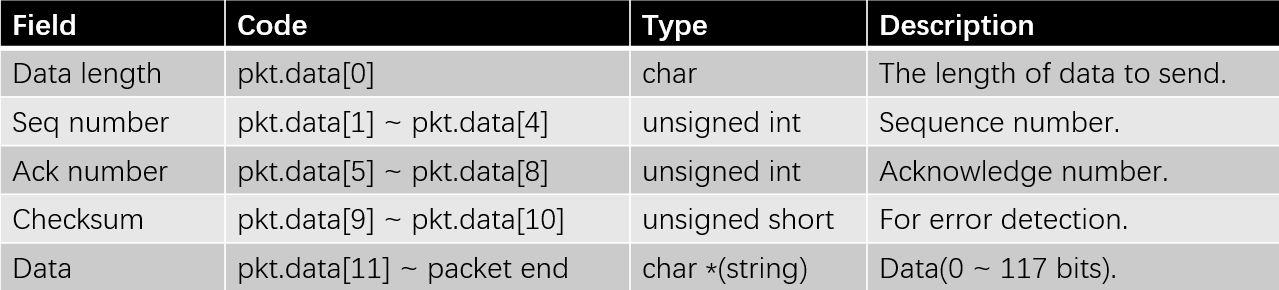 Field Code Type Description
Data length pkt.data[0] char The length of data to send.
Seq number pkt.data[1] ~ pkt.data[4] unsigned int Sequence number.
Ack number pkt.data[5] ~ pkt.data[8] unsigned int Acknowledge number.
Checksum pkt.data[9] ~ pkt.data[10] unsigned short For error detection.
Data pkt.data[11] ~ packet end char *(string) Data(0 ~ 117 bits).